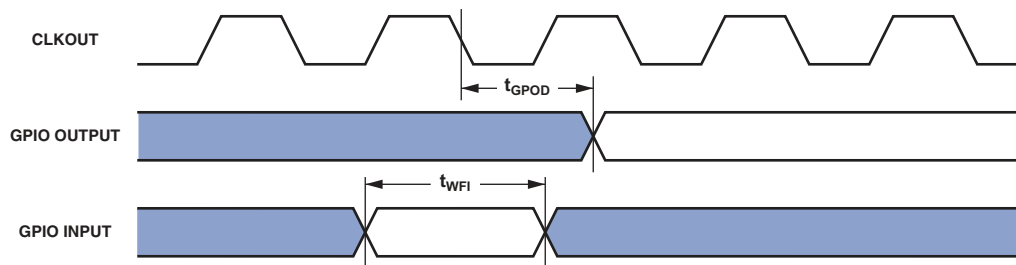 CLKOUT
tGPOD
GPIO OUTPUT
tWFI
GPIO INPUT